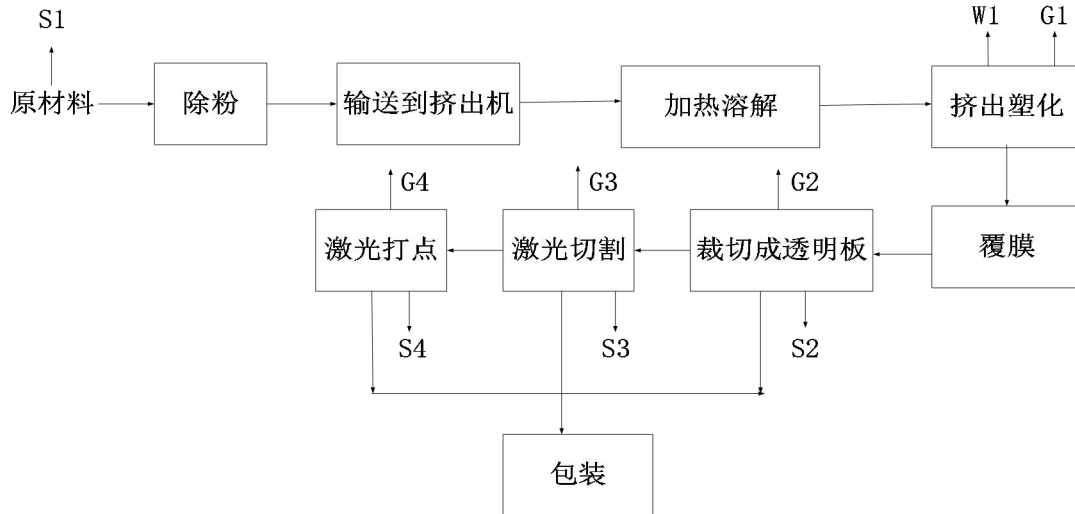 S1
W1
G1
原材料
除粉
输送到挤出机
加热溶解
挤出塑化
G4
G3
G2
激光打点
激光切割
裁切成透明板
覆膜
S4
S3
S2
包装